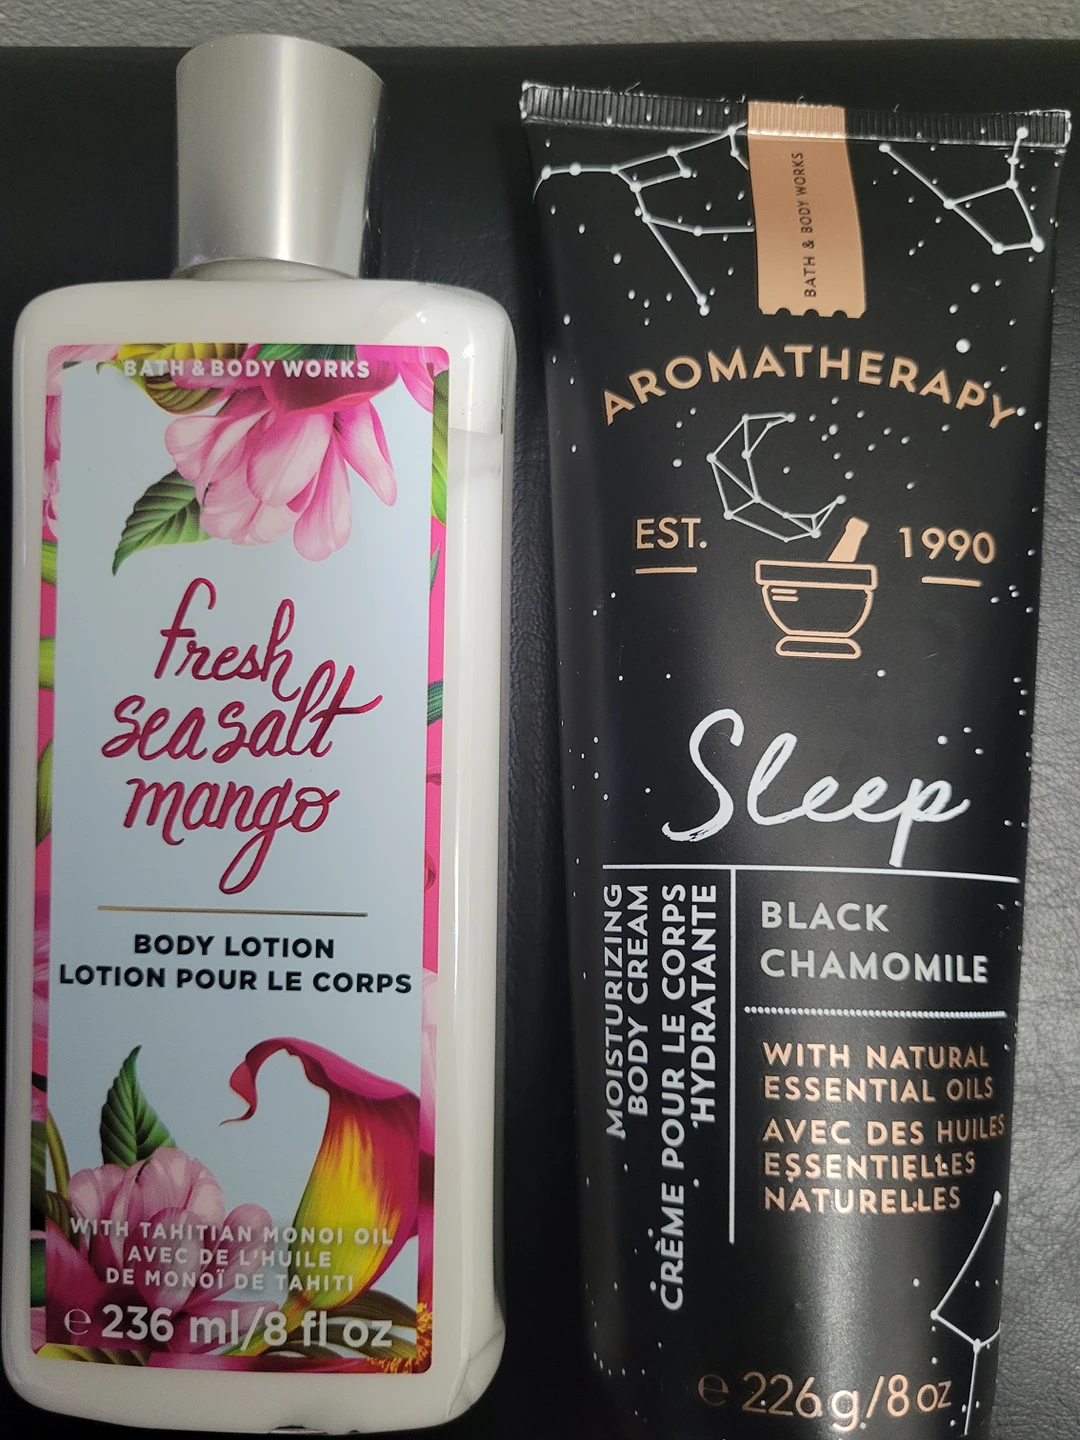 BATH & BODY WORKS
fresh
sea salt
mango
BODY LOTION
LOTION POUR LE CORPS
WITH TAHITIAN MONOI OIL
AVEC DE L'HUILE
DE MONOÏ DE TAHITI
℮ 236 ml/8 fl oz
BATH & BODY WORKS
AROMATHERAPY
EST. 1990
Sleep
MOISTURIZING
BODY CREAM
CRÈME POUR LE CORPS
HYDRATANTE
BLACK
CHAMOMILE
WITH NATURAL
ESSENTIAL OILS
AVEC DES HUILES
ESSENTIELLES
NATURELLES
℮ 226g/8 oz